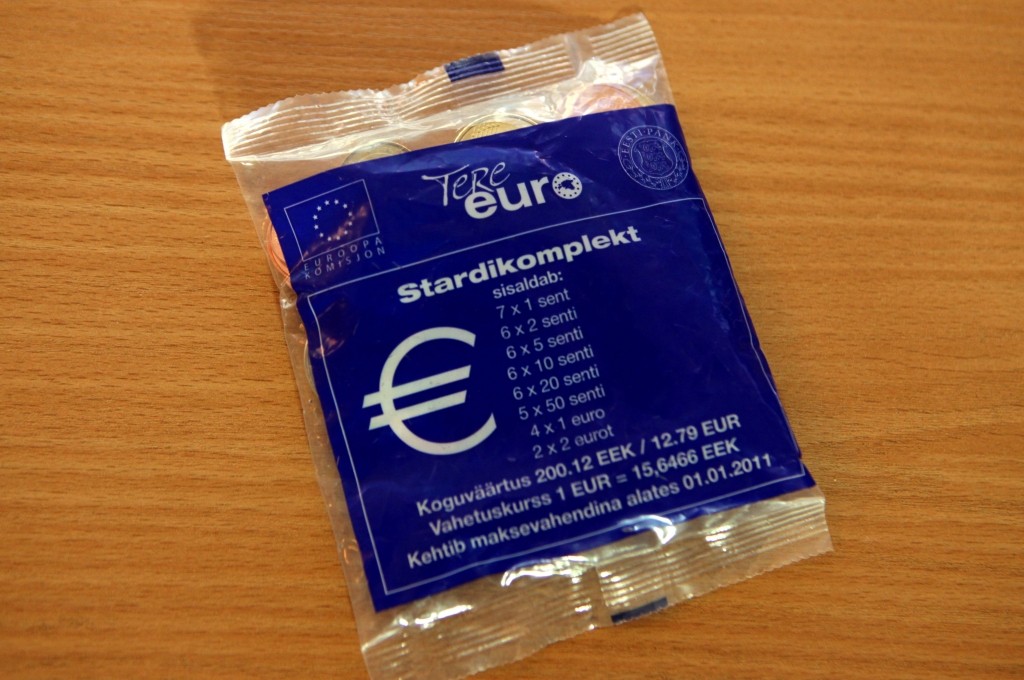 Tere
euro
EESTI PANK
EUROOPA
KOMISJON
Stardikomplekt
sisaldab:
7 x 1 sent
6 x 2 senti
6 x 5 senti
6 x 10 senti
6 x 20 senti
5 x 50 senti
4 x 1 euro
2 x 2 eurot
€
Koguväärtus 200.12 EEK / 12.79 EUR
Vahetuskurss 1 EUR = 15,6466 EEK
Kehtib maksevahendina alates 01.01.2011